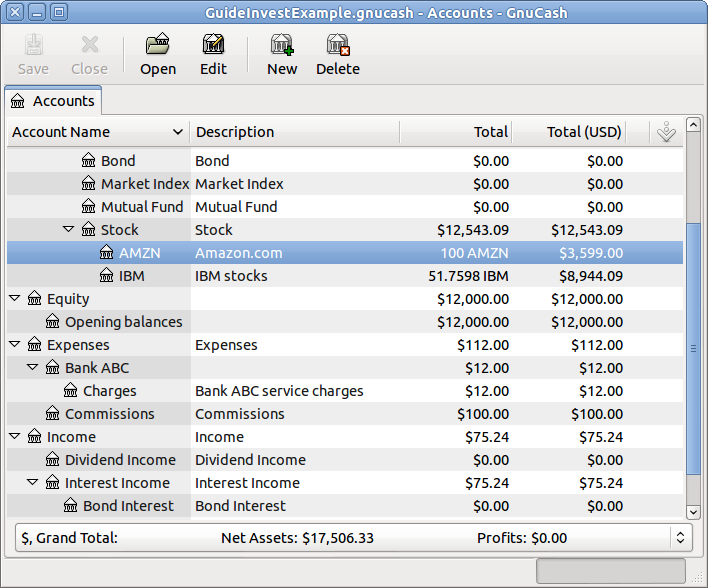 GuideInvestExample.gnucash - Accounts - GnuCash
Save Close Open Edit New Delete
Accounts
Account Name Description Total Total (USD)
Bond Bond $0.00 $0.00
Market Index Market Index $0.00 $0.00
Mutual Fund Mutual Fund $0.00 $0.00
Stock Stock $12,543.09 $12,543.09
AMZN Amazon.com 100 AMZN $3,599.00
IBM IBM stocks 51.7598 IBM $8,944.09
Equity $12,000.00 $12,000.00
Opening balances $12,000.00 $12,000.00
Expenses Expenses $112.00 $112.00
Bank ABC $12.00 $12.00
Charges Bank ABC service charges $12.00 $12.00
Commissions Commissions $100.00 $100.00
Income Income $75.24 $75.24
Dividend Income Dividend Income $0.00 $0.00
Interest Income Interest Income $75.24 $75.24
Bond Interest Bond Interest $0.00 $0.00
$, Grand Total: Net Assets: $17,506.33 Profits: $0.00